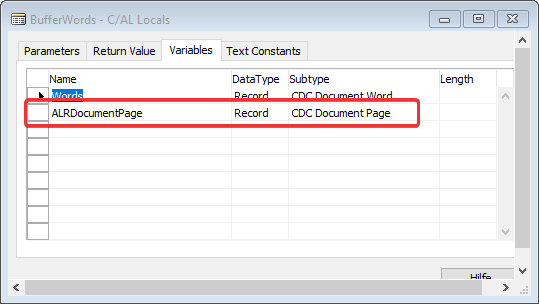 BufferWords - C/AL Locals
Parameters Return Value Variables Text Constants
Name DataType Subtype Length
Words Record CDC Document Word
ALRDocumentPage Record CDC Document Page
Hilfe